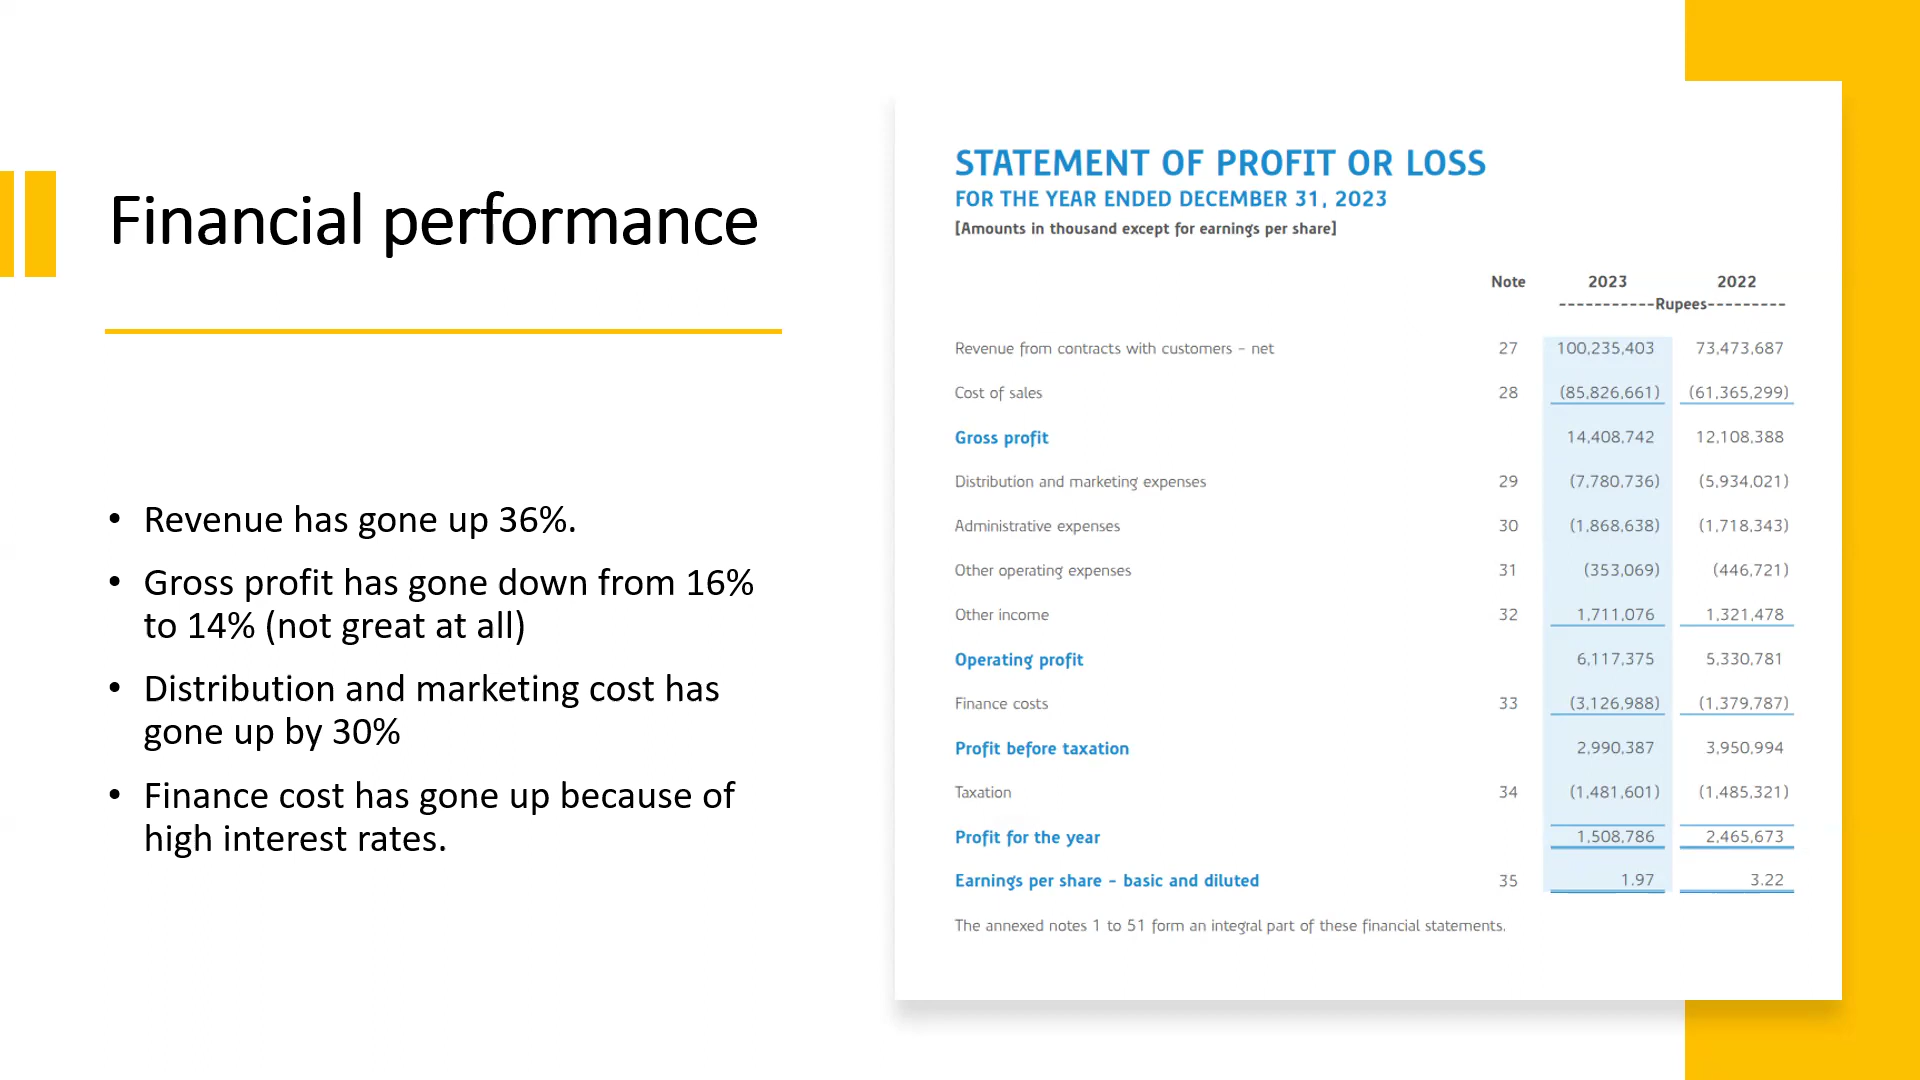 Financial performance
• Revenue has gone up 36%.
• Gross profit has gone down from 16%
to 14% (not great at all)
• Distribution and marketing cost has
gone up by 30%
• Finance cost has gone up because of
high interest rates.
STATEMENT OF PROFIT OR LOSS
FOR THE YEAR ENDED DECEMBER 31, 2023
[Amounts in thousand except for earnings per share]
Note 2023 2022
-----------Rupees---------
Revenue from contracts with customers – net 27 100,235,403 73,473,687
Cost of sales 28 (85,826,661) (61,365,299)
Gross profit 14,408,742 12,108,388
Distribution and marketing expenses 29 (7,780,736) (5,934,021)
Administrative expenses 30 (1,868,638) (1,718,343)
Other operating expenses 31 (353,069) (446,721)
Other income 32 1,711,076 1,321,478
Operating profit 6,117,375 5,330,781
Finance costs 33 (3,126,988) (1,379,787)
Profit before taxation 2,990,387 3,950,994
Taxation 34 (1,481,601) (1,485,321)
Profit for the year 1,508,786 2,465,673
Earnings per share – basic and diluted 35 1.97 3.22
The annexed notes 1 to 51 form an integral part of these financial statements.